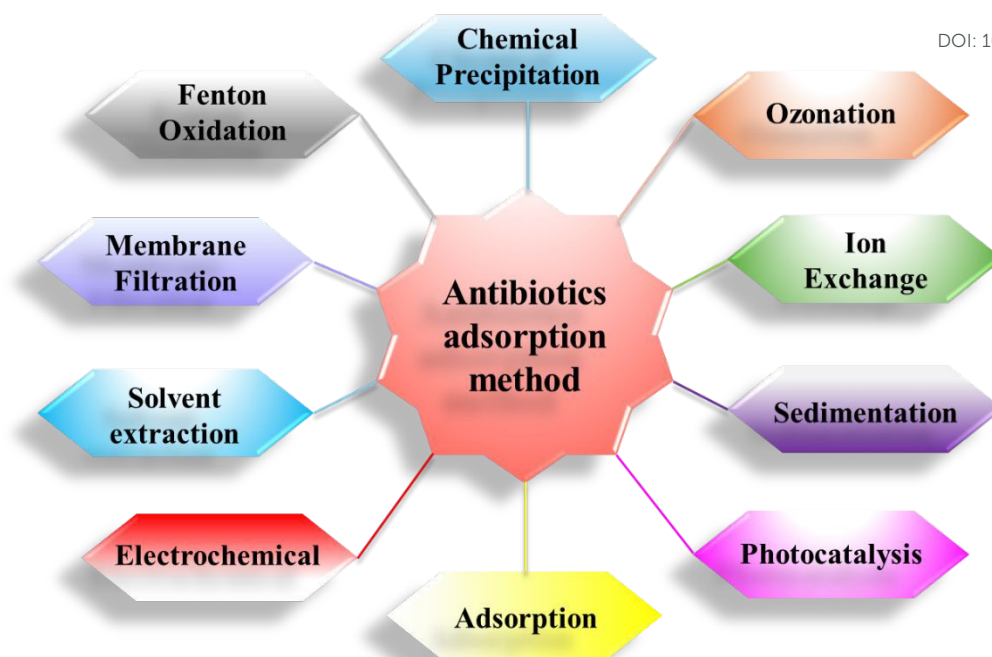 Chemical
Precipitation
DOI: 10
Fenton
Oxidation
Ozonation
Membrane
Filtration
Ion
Exchange
Antibiotics
adsorption
method
Solvent
extraction
Sedimentation
Electrochemical
Photocatalysis
Adsorption